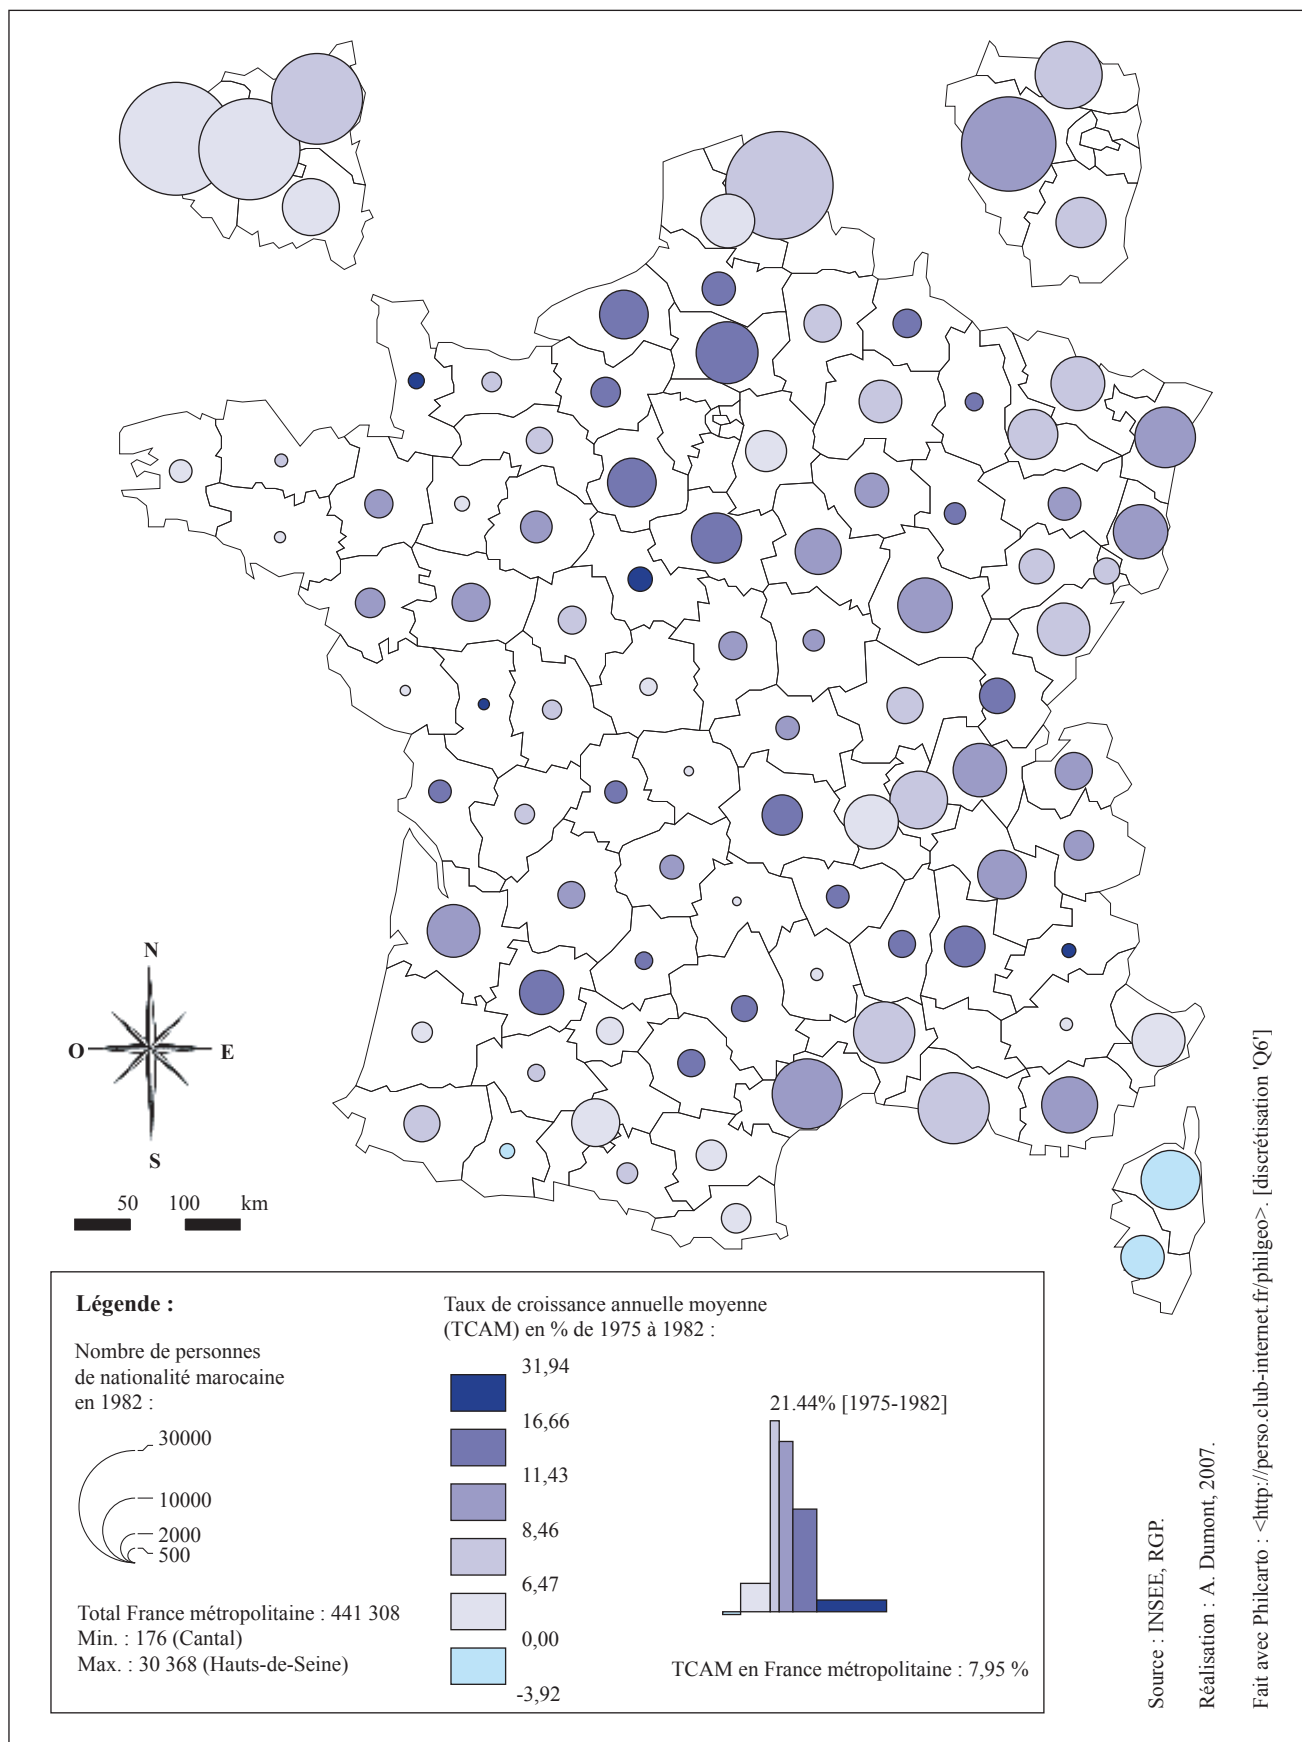 N
O
E
S
50 100 km
Légende :
Nombre de personnes
de nationalité marocaine
en 1982 :
30000
10000
2000
500
Total France métropolitaine : 441 308
Min. : 176 (Cantal)
Max. : 30 368 (Hauts-de-Seine)
Taux de croissance annuelle moyenne
(TCAM) en % de 1975 à 1982 :
31,94
16,66
11,43
8,46
6,47
0,00
-3,92
21.44% [1975-1982]
TCAM en France métropolitaine : 7,95 %
Source : INSEE, RGP.
Réalisation : A. Dumont, 2007.
Fait avec Philcarto : <http://perso.club-internet.fr/philgeo>. [discrétisation 'Q6']